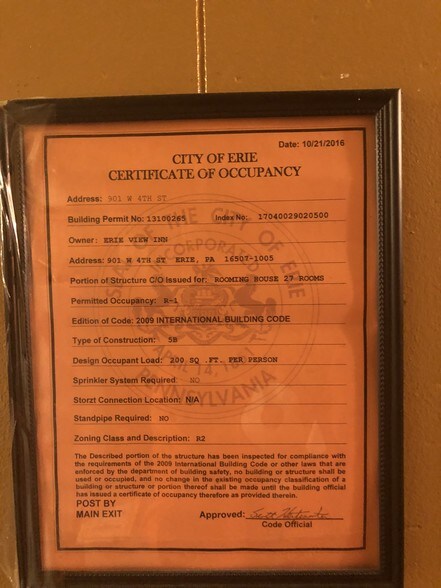 Date: 10/21/2016
CITY OF ERIE
CERTIFICATE OF OCCUPANCY
Address: 901 W 4TH ST
Building Permit No: 13100265 Index No: 17040029020500
Owner: ERIE VIEW INN
Address: 901 W 4TH ST ERIE, PA 16507-1005
Portion of Structure C/O Issued for: ROOMING HOUSE 27 ROOMS
Permitted Occupancy: R-1
Edition of Code: 2009 INTERNATIONAL BUILDING CODE
Type of Construction: 5B
Design Occupant Load: 200 SQ .FT. PER PERSON
Sprinkler System Required: NO
Storzt Connection Location: N/A
Standpipe Required: NO
Zoning Class and Description: R2
The Described portion of the structure has been inspected for compliance with
the requirements of the 2009 International Building Code or other laws that are
enforced by the department of building safety, no building or structure shall be
used or occupied, and no change in the existing occupancy classification of a
building or structure or portion thereof shall be made until the building official
has issued a certificate of occupancy therefore as provided therein.
POST BY
MAIN EXIT
Approved:
Code Official
SEAL OF THE CITY OF ERIE
INCORPORATED
PENNSYLVANIA